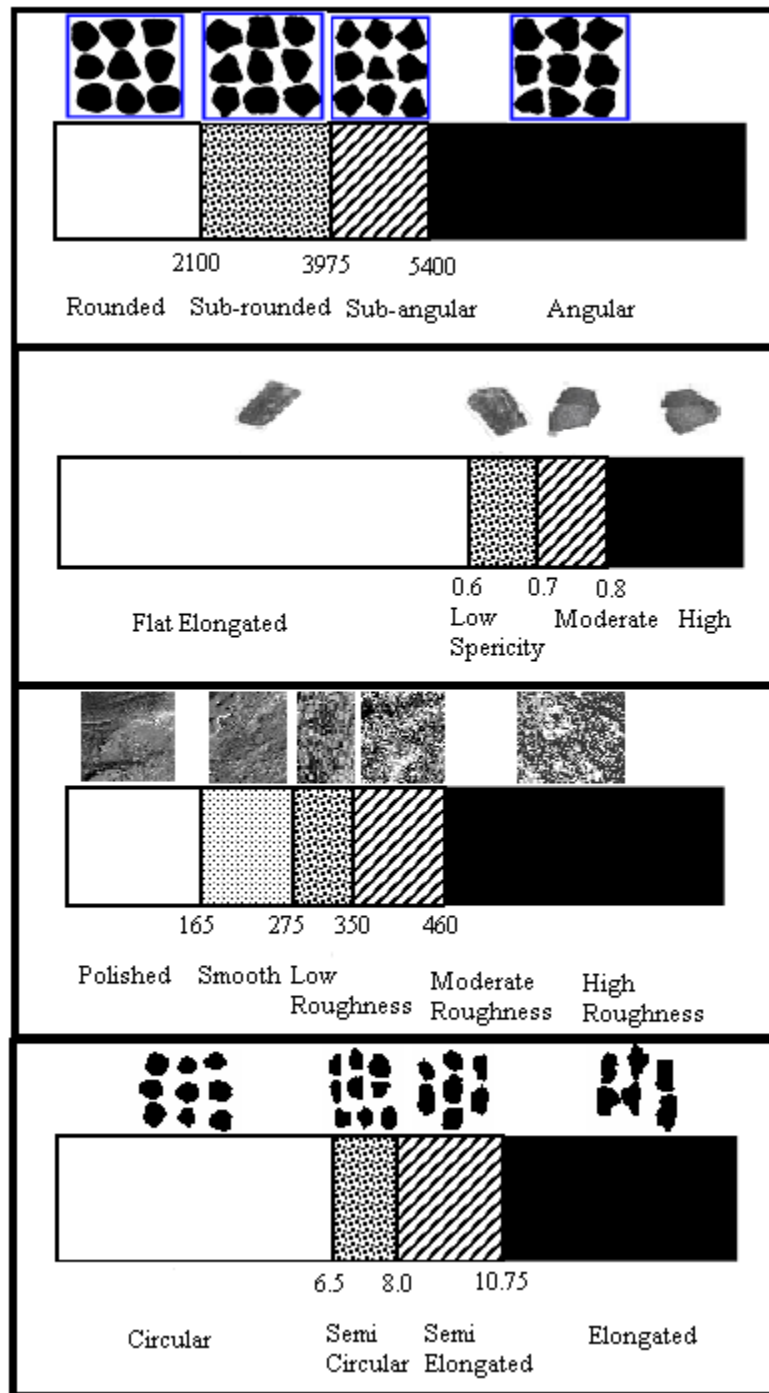 2100 3975 5400
Rounded Sub-rounded Sub-angular Angular
0.6 0.7 0.8
Flat Elongated Low Moderate High
Spericity
165 275 350 460
Polished Smooth Low Moderate High
Roughness Roughness Roughness
6.5 8.0 10.75
Circular Semi Semi Elongated
Circular Elongated